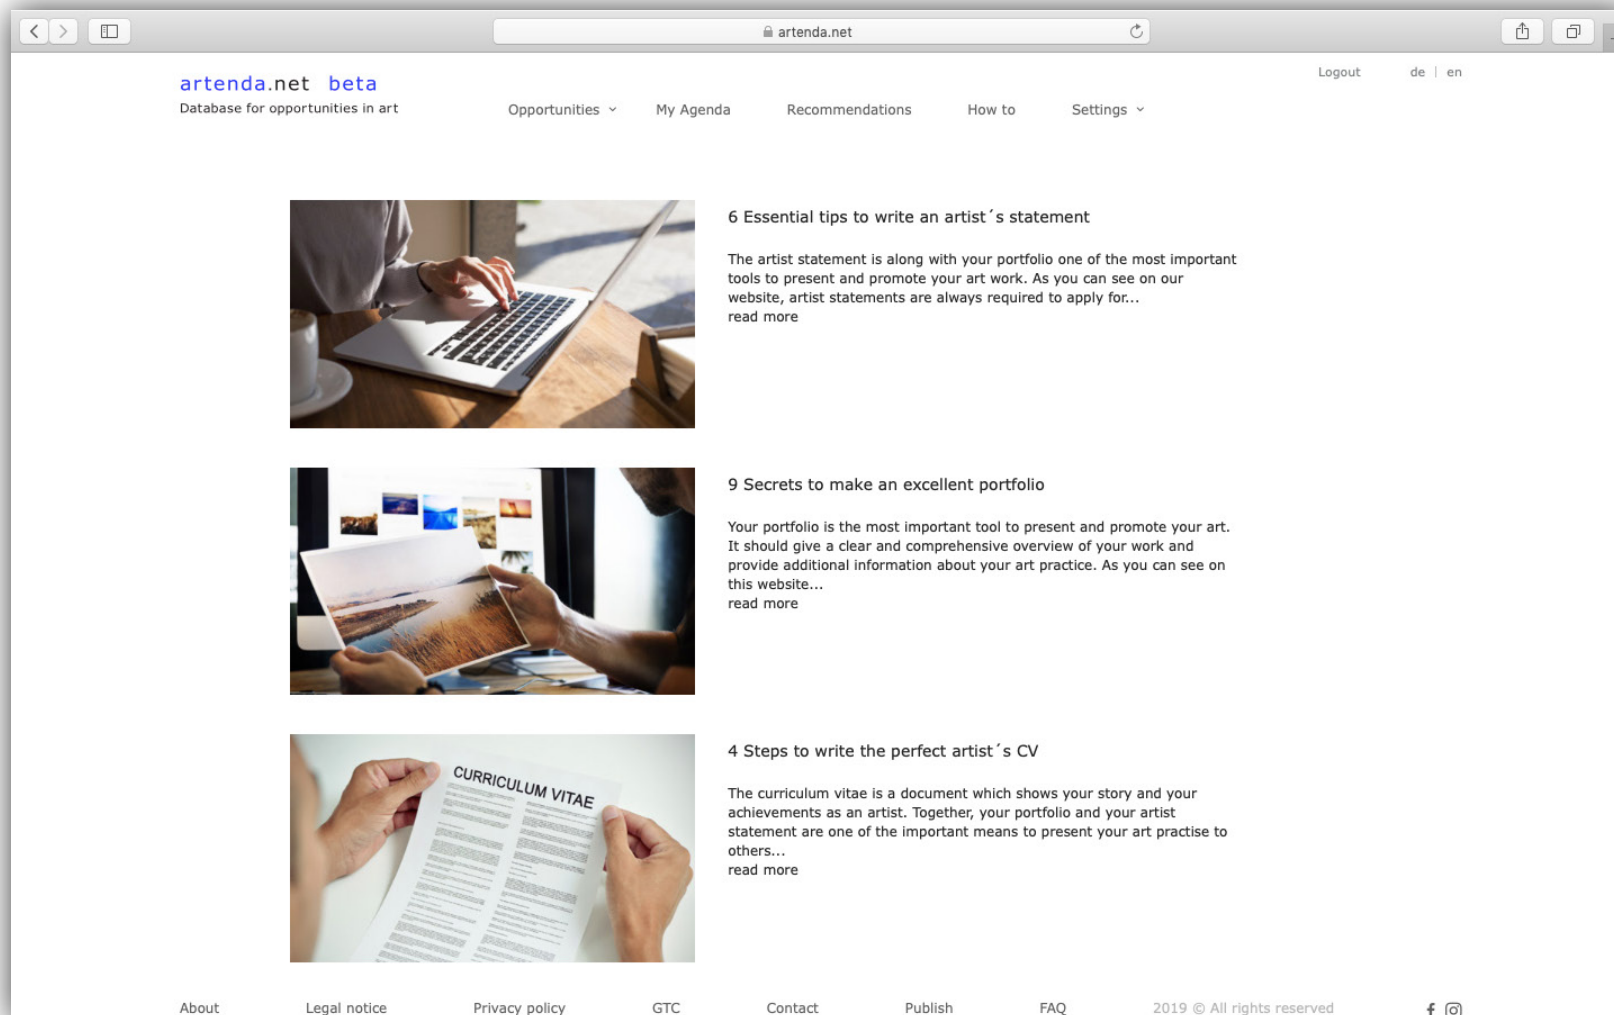 artenda.net
artenda.net beta
Database for opportunities in art
Logout de | en
Opportunities My Agenda Recommendations How to Settings
6 Essential tips to write an artist´s statement
The artist statement is along with your portfolio one of the most important
tools to present and promote your art work. As you can see on our
website, artist statements are always required to apply for...
read more
9 Secrets to make an excellent portfolio
Your portfolio is the most important tool to present and promote your art.
It should give a clear and comprehensive overview of your work and
provide additional information about your art practice. As you can see on
this website...
read more
CURRICULUM VITAE
4 Steps to write the perfect artist´s CV
The curriculum vitae is a document which shows your story and your
achievements as an artist. Together, your portfolio and your artist
statement are one of the important means to present your art practise to
others...
read more
About Legal notice Privacy policy GTC Contact Publish FAQ 2019 © All rights reserved